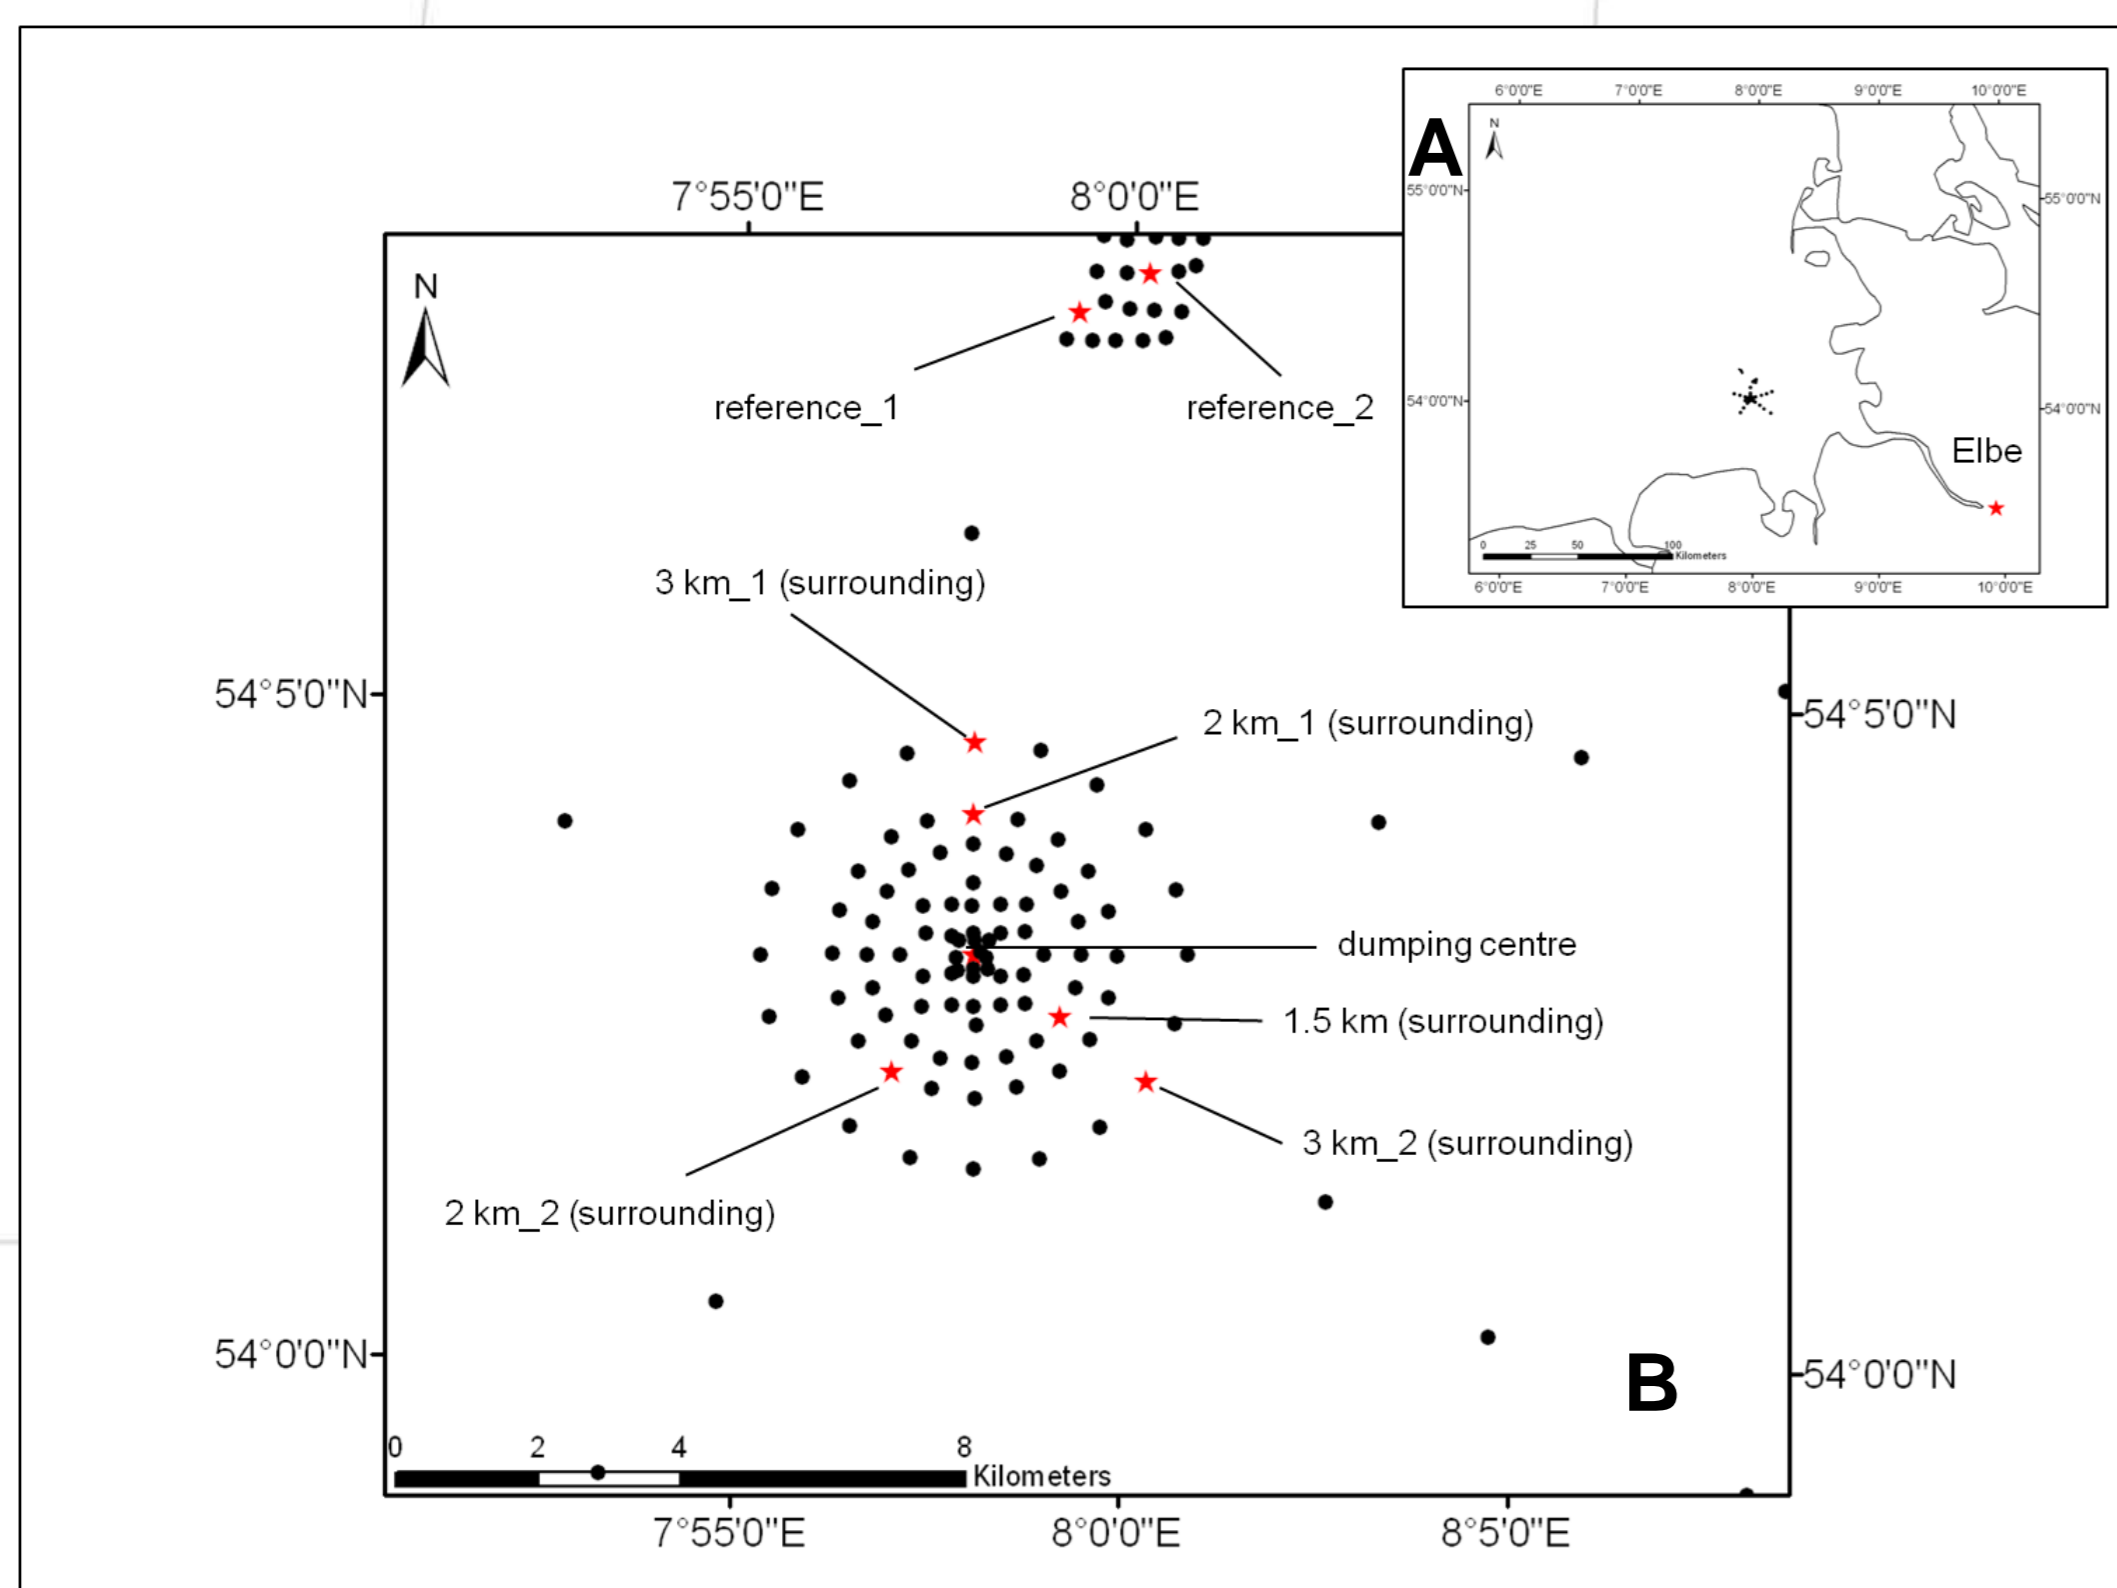 6°0'0"E 7°0'0"E 8°0'0"E 9°0'0"E 10°0'0"E
A
N
55°0'0"N
55°0'0"N
54°0'0"N
54°0'0"N
Elbe
0 25 50 100
Kilometers
6°0'0"E 7°0'0"E 8°0'0"E 9°0'0"E 10°0'0"E
7°55'0"E 8°0'0"E
N
reference_1
reference_2
3 km_1 (surrounding)
54°5'0"N
54°5'0"N
2 km_1 (surrounding)
dumping centre
1.5 km (surrounding)
3 km_2 (surrounding)
2 km_2 (surrounding)
54°0'0"N
54°0'0"N
B
0 2 4 8
Kilometers
7°55'0"E 8°0'0"E 8°5'0"E